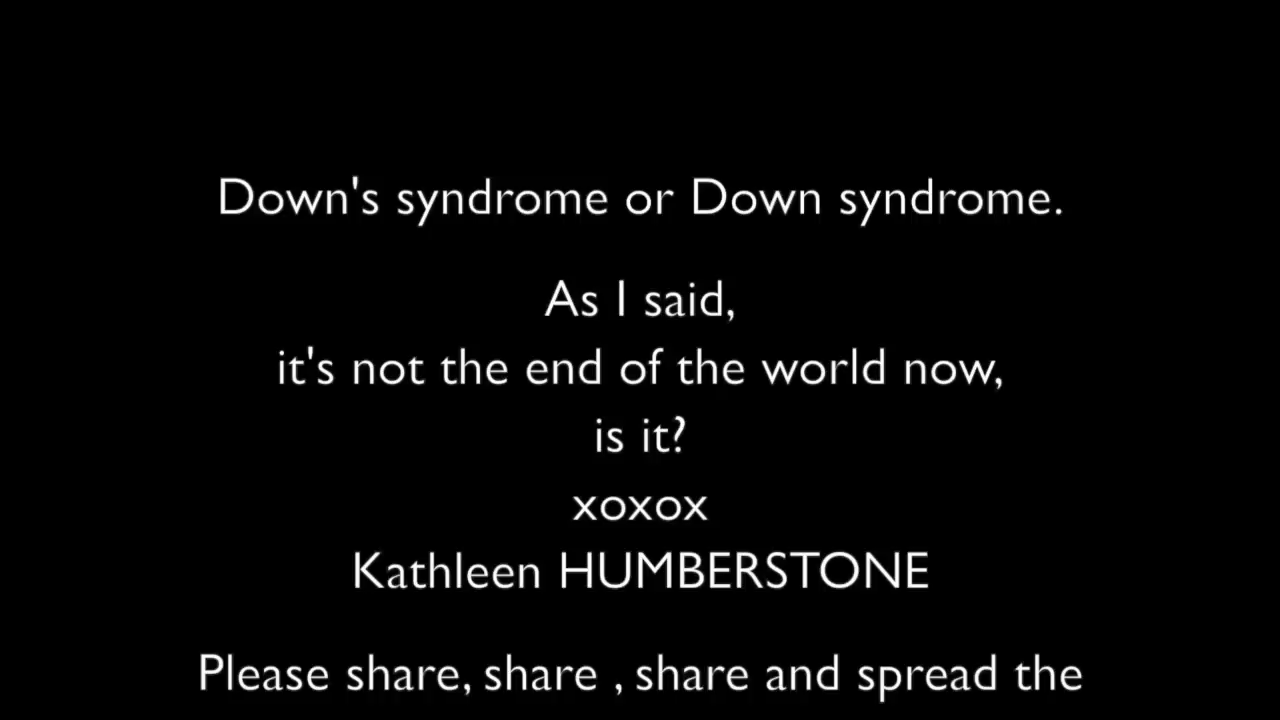 Down's syndrome or Down syndrome.
As I said,
it's not the end of the world now,
is it?
xoxox
Kathleen HUMBERSTONE
Please share, share , share and spread the